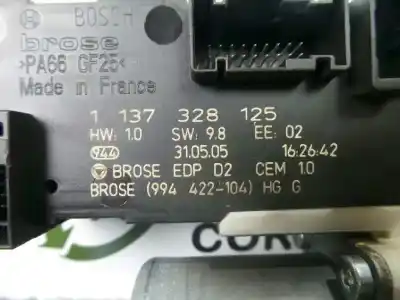 BOSCH
brose
>PA66 GF25<
Made in France
1 137 328 125
HW: 1.0 SW: 9.8 EE: 02
944 31.05.05 16:26:42
BROSE EDP D2 CEM 1.0
BROSE (994 422-104) HG G